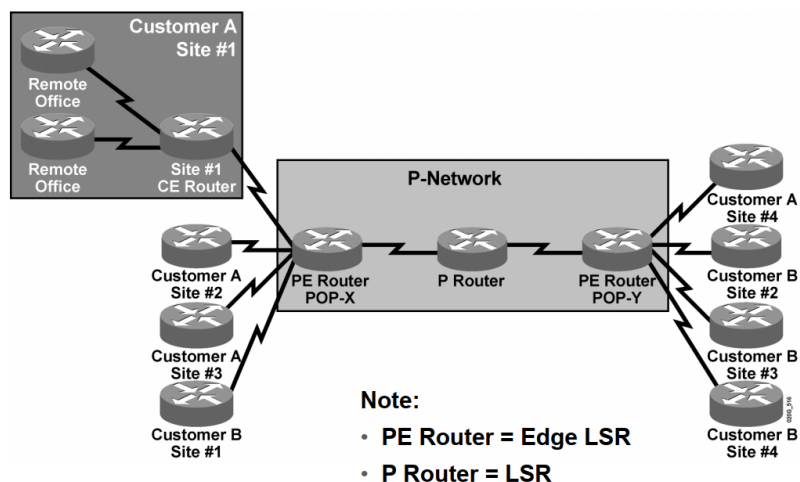 Customer A
Site #1
Remote
Office
Remote
Office
Site #1
CE Router
P-Network
Customer A
Site #4
Customer A
Site #2
PE Router
POP-X
P Router
PE Router
POP-Y
Customer B
Site #2
Customer A
Site #3
Customer B
Site #3
Customer B
Site #1
Customer B
Site #4
020G_516
Note:
• PE Router = Edge LSR
• P Router = LSR